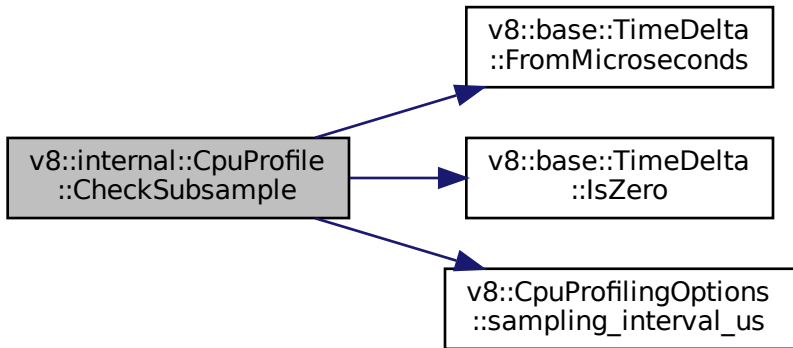 v8::base::TimeDelta
::FromMicroseconds
v8::internal::CpuProfile
::CheckSubsample
v8::base::TimeDelta
::IsZero
v8::CpuProfilingOptions
::sampling_interval_us